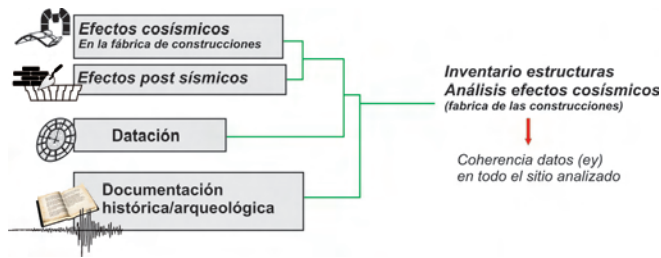 Efectos cosísmicos
En la fábrica de construcciones
Efectos post sísmicos
Datación
Documentación
histórica/arqueológica
Inventario estructuras
Análisis efectos cosísmicos
(fabrica de las construcciones)
Coherencia datos (ey)
en todo el sitio analizado